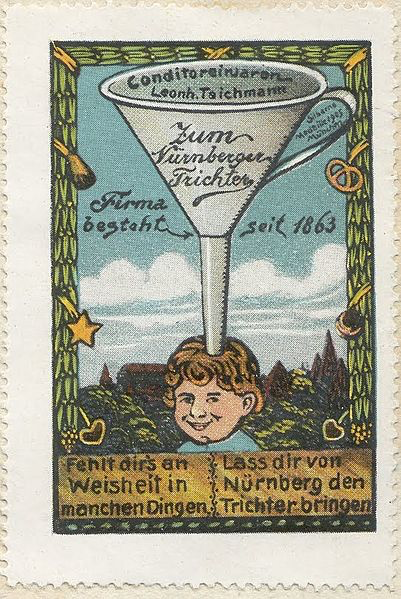 Conditoreiwaren
Leonh. Taichmann
Zum
Nürnberger
Trichter
Firma
besteht seit 1863
Fehlt dir's an
Weisheit in
manchen Dingen
Lass dir von
Nürnberg den
Trichter bringen